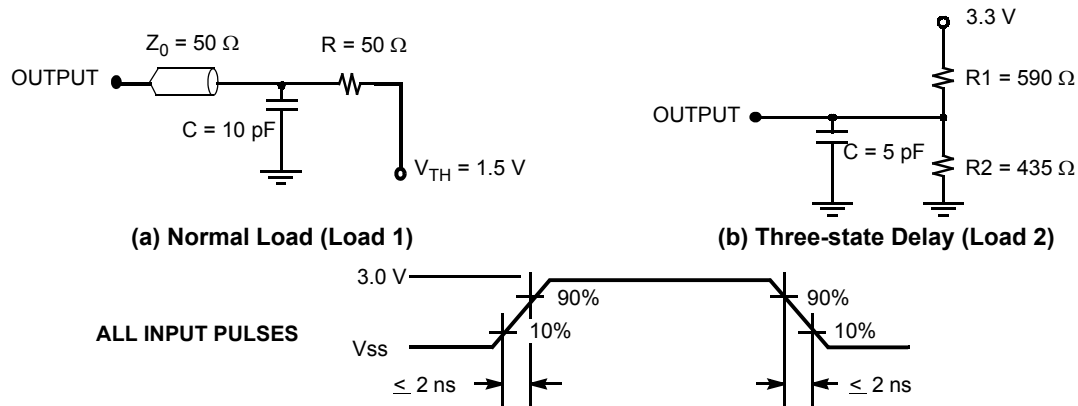 Z0 = 50 Ω
R = 50 Ω
OUTPUT
C = 10 pF
VTH = 1.5 V
(a) Normal Load (Load 1)
3.3 V
R1 = 590 Ω
OUTPUT
C = 5 pF
R2 = 435 Ω
(b) Three-state Delay (Load 2)
3.0 V
90%
90%
ALL INPUT PULSES
10%
10%
Vss
≤ 2 ns
≤ 2 ns